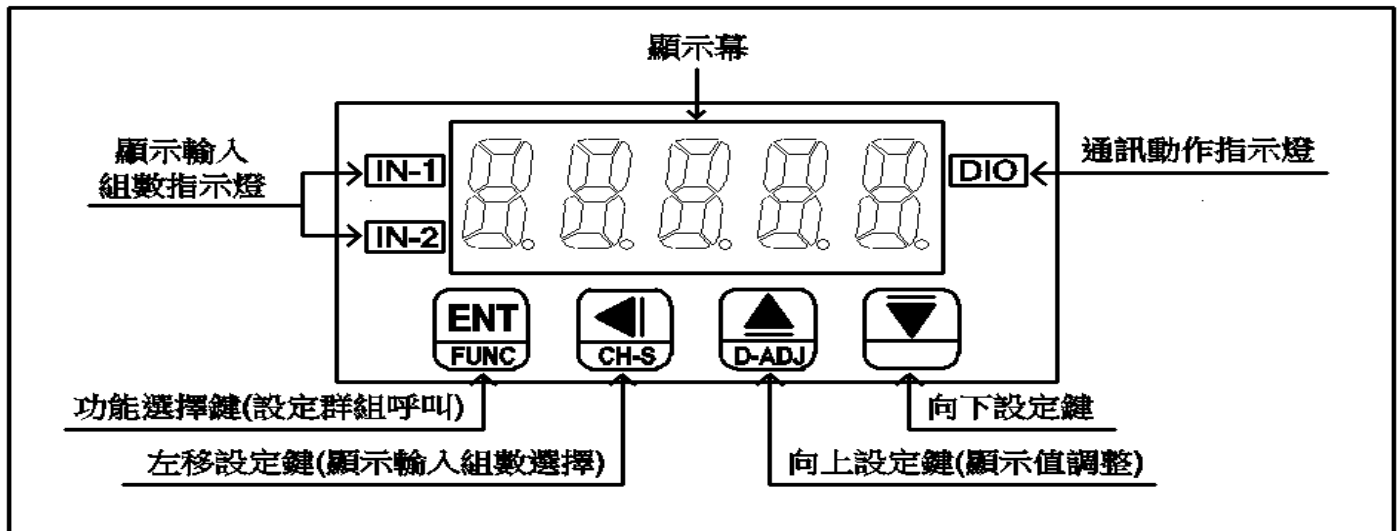 顯示幕
顯示輸入
組數指示燈
IN-1
IN-2
DIO
通訊動作指示燈
ENT
FUNC
CH-S
D-ADJ
功能選擇鍵(設定群組呼叫)
向下設定鍵
左移設定鍵(顯示輸入組數選擇)
向上設定鍵(顯示值調整)